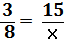 3/8 = 15/x